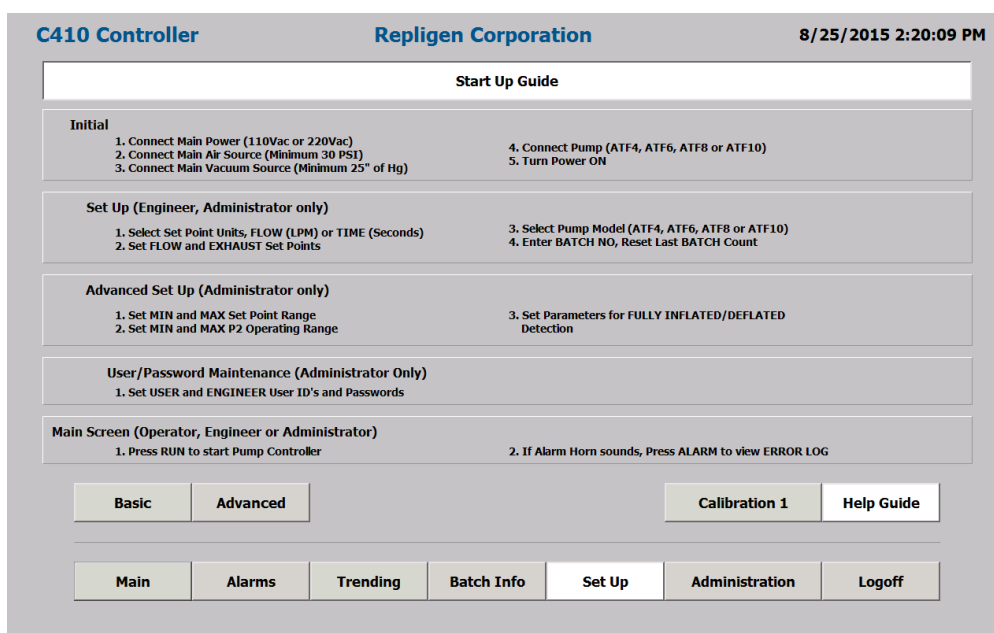 C410 Controller
Repligen Corporation
8/25/2015 2:20:09 PM
Start Up Guide
Initial
1. Connect Main Power (110Vac or 220Vac)
2. Connect Main Air Source (Minimum 30 PSI)
3. Connect Main Vacuum Source (Minimum 25" of Hg)
4. Connect Pump (ATF4, ATF6, ATF8 or ATF10)
5. Turn Power ON
Set Up (Engineer, Administrator only)
1. Select Set Point Units, FLOW (LPM) or TIME (Seconds)
2. Set FLOW and EXHAUST Set Points
3. Select Pump Model (ATF4, ATF6, ATF8 or ATF10)
4. Enter BATCH NO, Reset Last BATCH Count
Advanced Set Up (Administrator only)
1. Set MIN and MAX Set Point Range
2. Set MIN and MAX P2 Operating Range
3. Set Parameters for FULLY INFLATED/DEFLATED
Detection
User/Password Maintenance (Administrator Only)
1. Set USER and ENGINEER User ID's and Passwords
Main Screen (Operator, Engineer or Administrator)
1. Press RUN to start Pump Controller
2. If Alarm Horn sounds, Press ALARM to view ERROR LOG
Basic
Advanced
Calibration 1
Help Guide
Main
Alarms
Trending
Batch Info
Set Up
Administration
Logoff